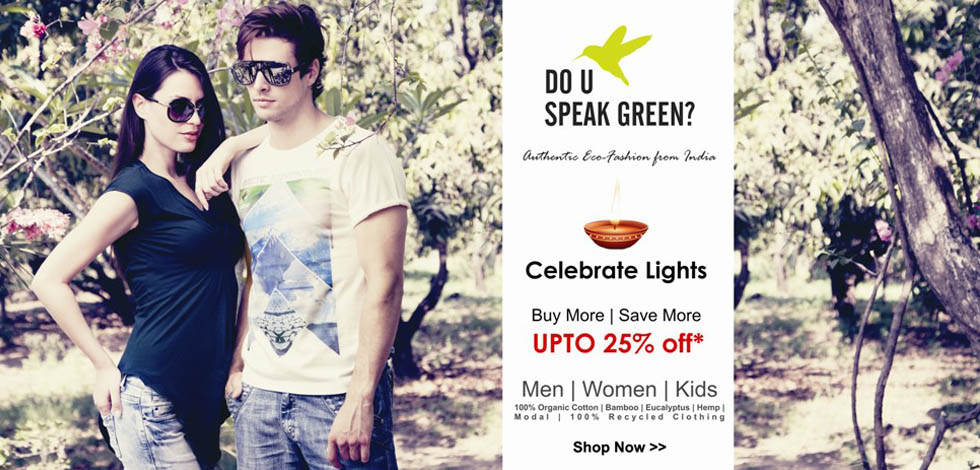 DO U
SPEAK GREEN?
Authentic Eco-Fashion from India
Celebrate Lights
Buy More | Save More
UPTO 25% off*
Men | Women | Kids
100% Organic Cotton | Bamboo | Eucalyptus | Hemp |
Modal | 100% Recycled Clothing
Shop Now >>